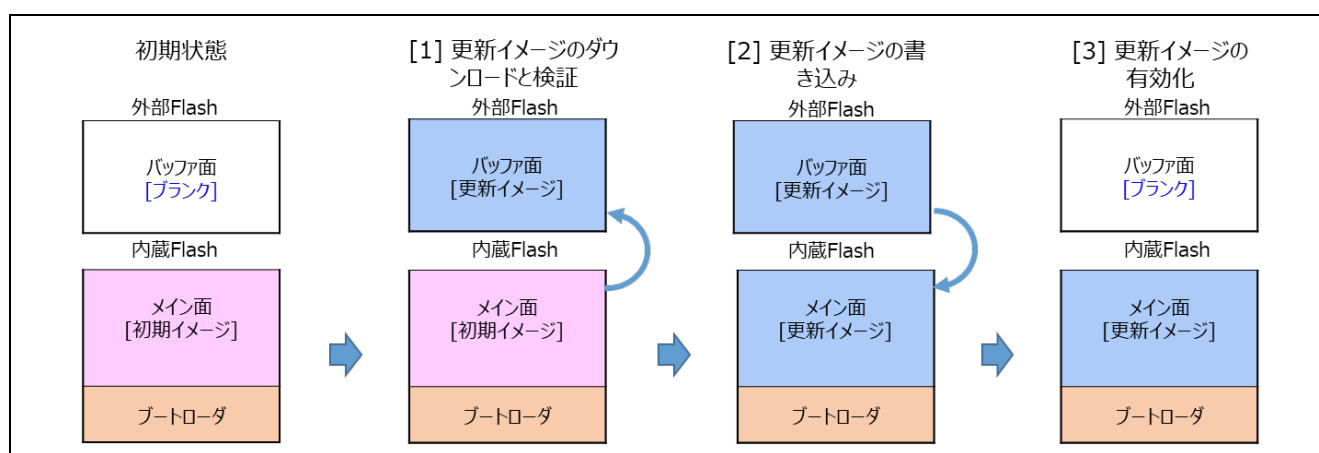 初期状態
外部Flash
バッファ面
[ブランク]
内蔵Flash
メイン面
[初期イメージ]
ブートローダ
[1] 更新イメージのダウ
ンロードと検証
外部Flash
バッファ面
[更新イメージ]
内蔵Flash
メイン面
[初期イメージ]
ブートローダ
[2] 更新イメージの書
き込み
外部Flash
バッファ面
[更新イメージ]
内蔵Flash
メイン面
[更新イメージ]
ブートローダ
[3] 更新イメージの
有効化
外部Flash
バッファ面
[ブランク]
内蔵Flash
メイン面
[更新イメージ]
ブートローダ